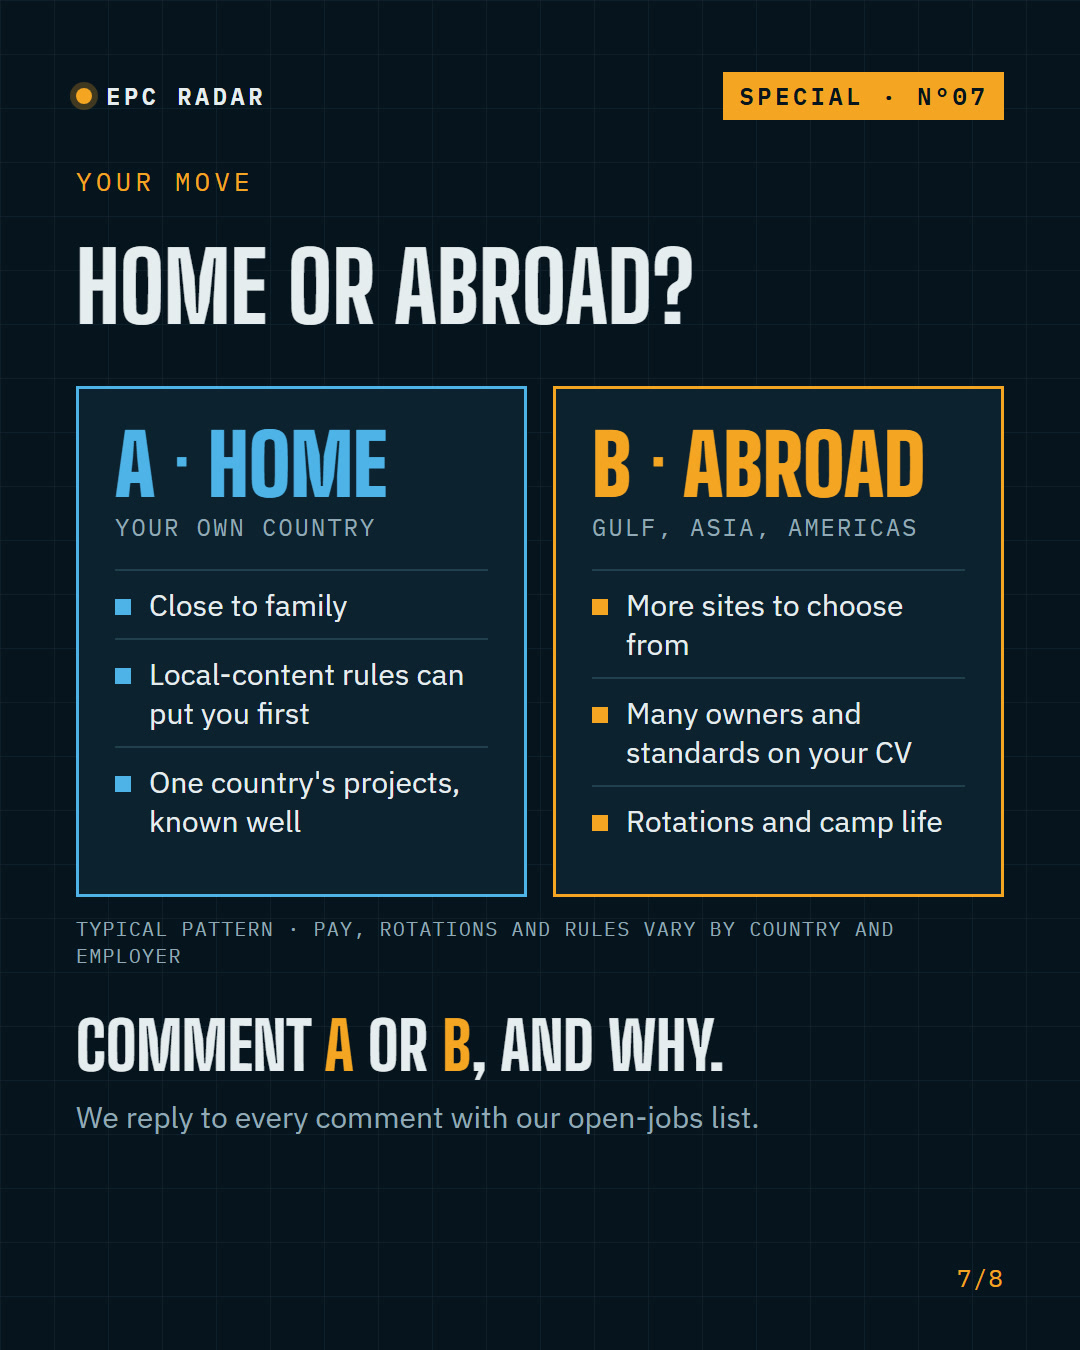 EPC RADAR
SPECIAL · N°07
YOUR MOVE
HOME OR ABROAD?
A · HOME
YOUR OWN COUNTRY
Close to family
Local-content rules can
put you first
One country's projects,
known well
B · ABROAD
GULF, ASIA, AMERICAS
More sites to choose
from
Many owners and
standards on your CV
Rotations and camp life
TYPICAL PATTERN · PAY, ROTATIONS AND RULES VARY BY COUNTRY AND
EMPLOYER
COMMENT A OR B, AND WHY.
We reply to every comment with our open-jobs list.
7/8